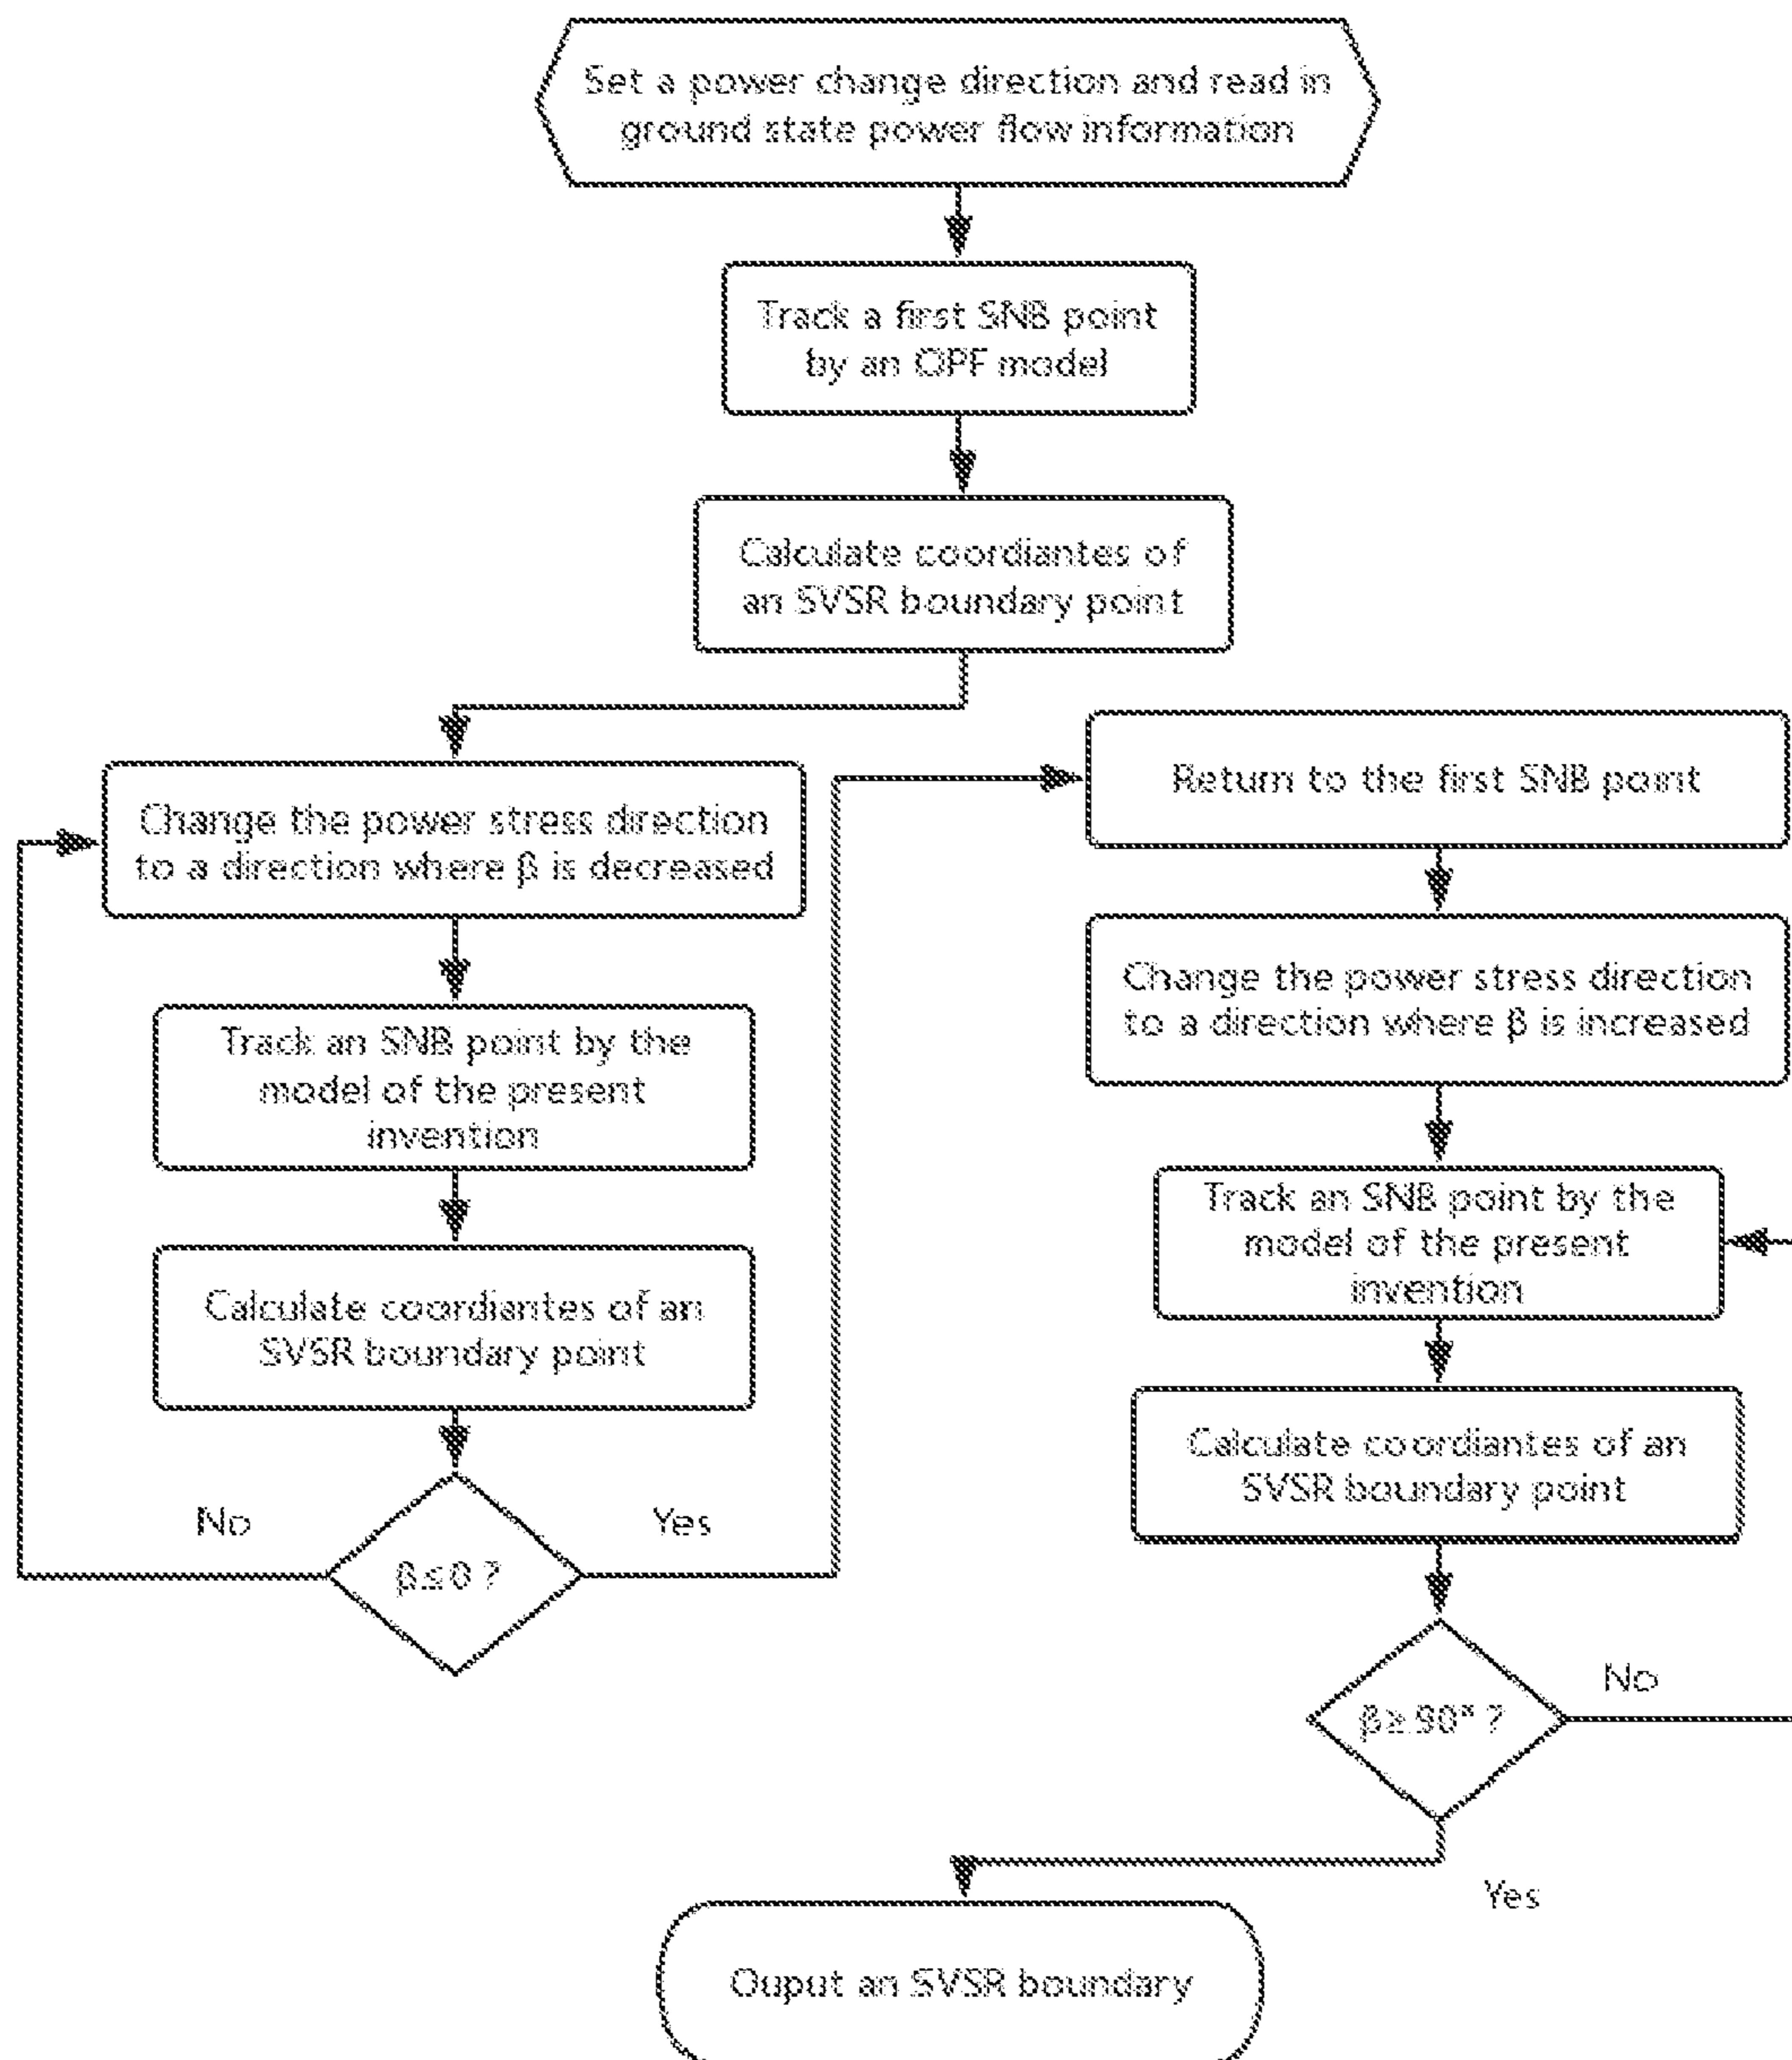 Set a power change direction and read in
ground state power flow information
Track a first SNB point
by an OPF model
Calculate coordiantes of
an SVSR boundary point
Change the power stress direction
to a direction where β is decreased
Track an SNB point by the
model of the present
invention
Calculate coordiantes of an
SVSR boundary point
No
Yes
β≤0 ?
Return to the first SNB point
Change the power stress direction
to a direction where β is increased
Track an SNB point by the
model of the present
invention
Calculate coordiantes of an
SVSR boundary point
No
β≥90° ?
Yes
Ouput an SVSR boundary